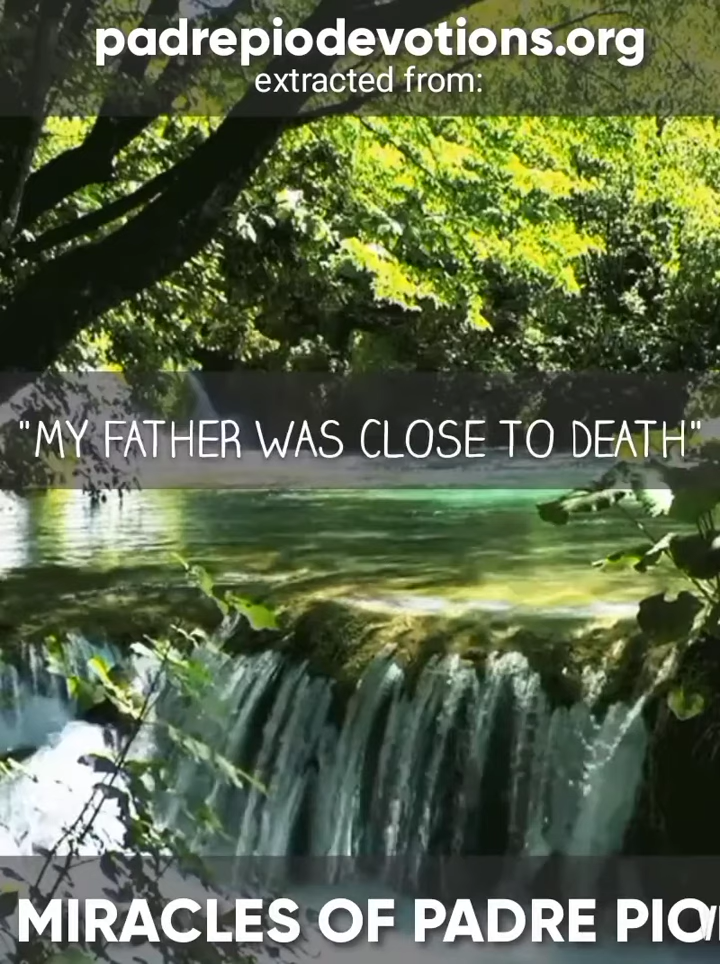 padrepiodevotions.org
extracted from:
"MY FATHER WAS CLOSE TO DEATH"
MIRACLES OF PADRE PIO